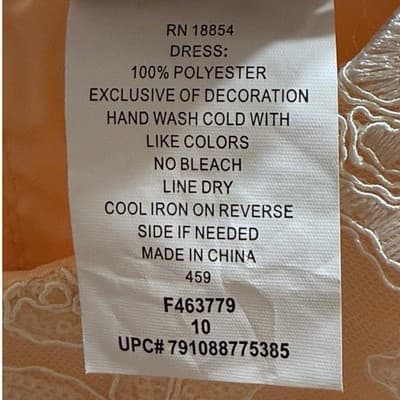 RN 18854
DRESS:
100% POLYESTER
EXCLUSIVE OF DECORATION
HAND WASH COLD WITH
LIKE COLORS
NO BLEACH
LINE DRY
COOL IRON ON REVERSE
SIDE IF NEEDED
MADE IN CHINA
459
F463779
10
UPC# 791088775385